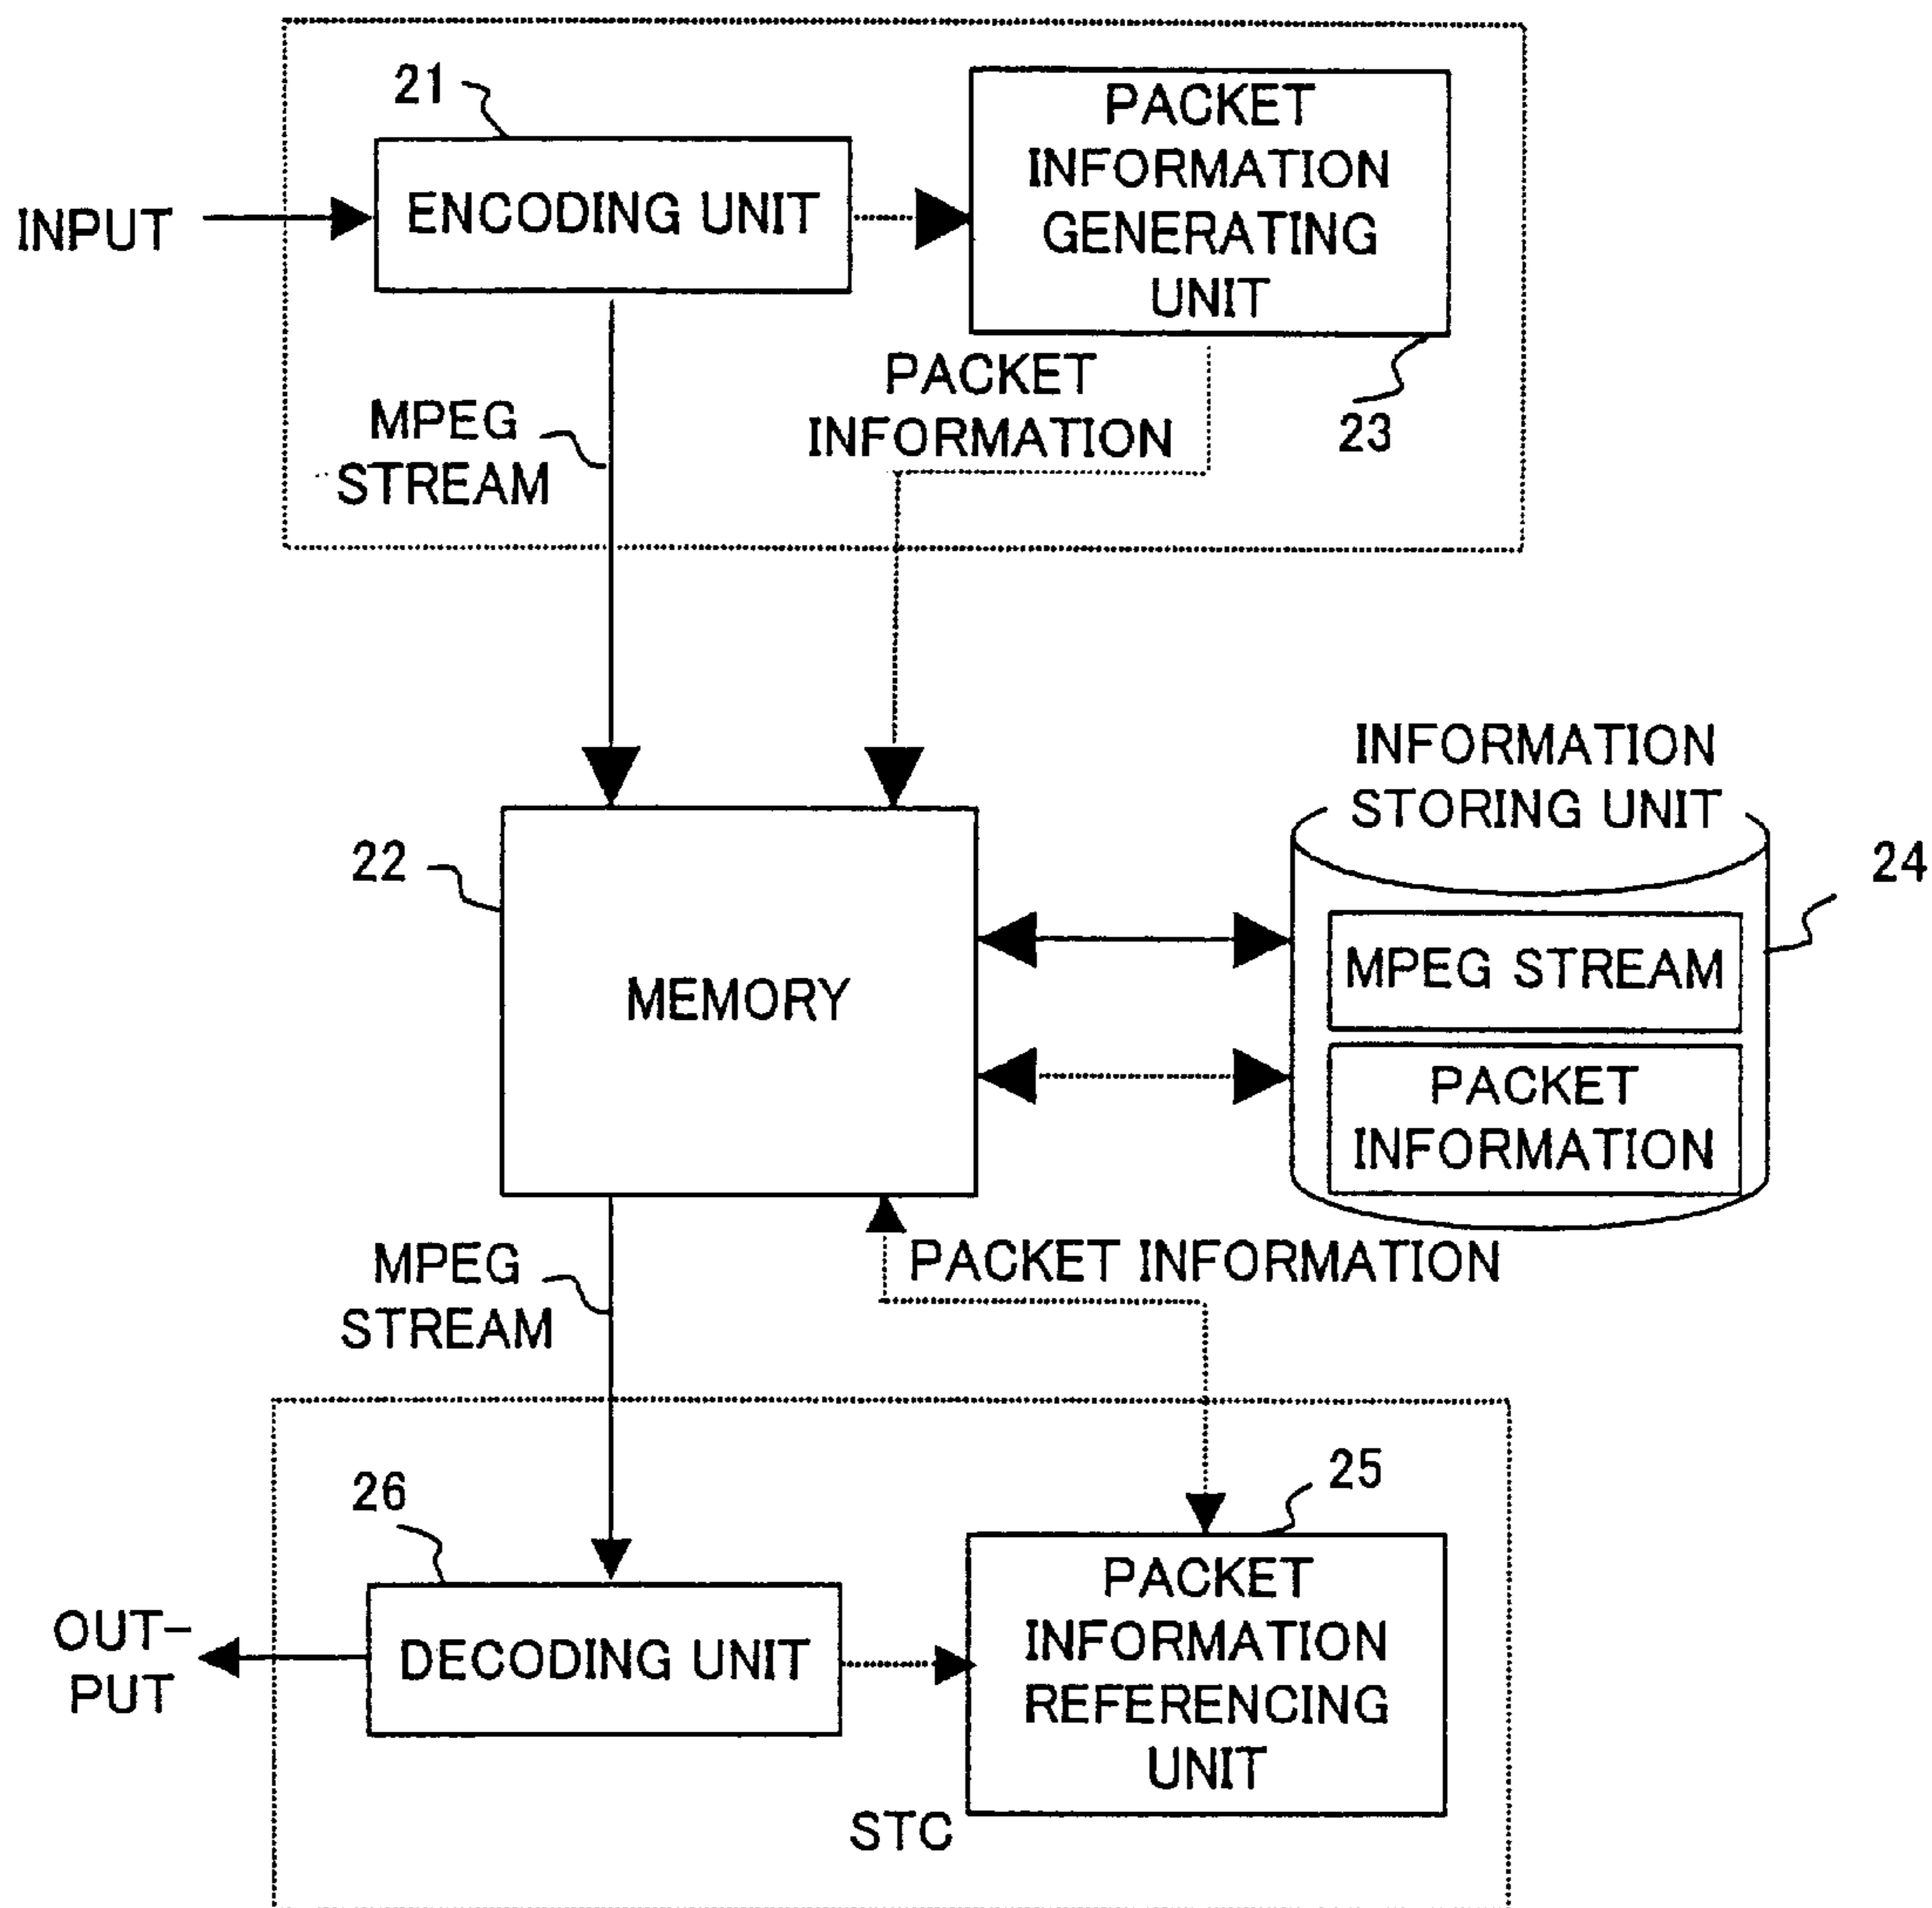 21
PACKET
INFORMATION
GENERATING
UNIT
INPUT
ENCODING UNIT
23
PACKET
INFORMATION
MPEG
STREAM
INFORMATION
STORING UNIT
22
24
MEMORY
MPEG STREAM
PACKET
INFORMATION
MPEG
STREAM
PACKET INFORMATION
26
25
OUT-
PUT
DECODING UNIT
PACKET
INFORMATION
REFERENCING
UNIT
STC